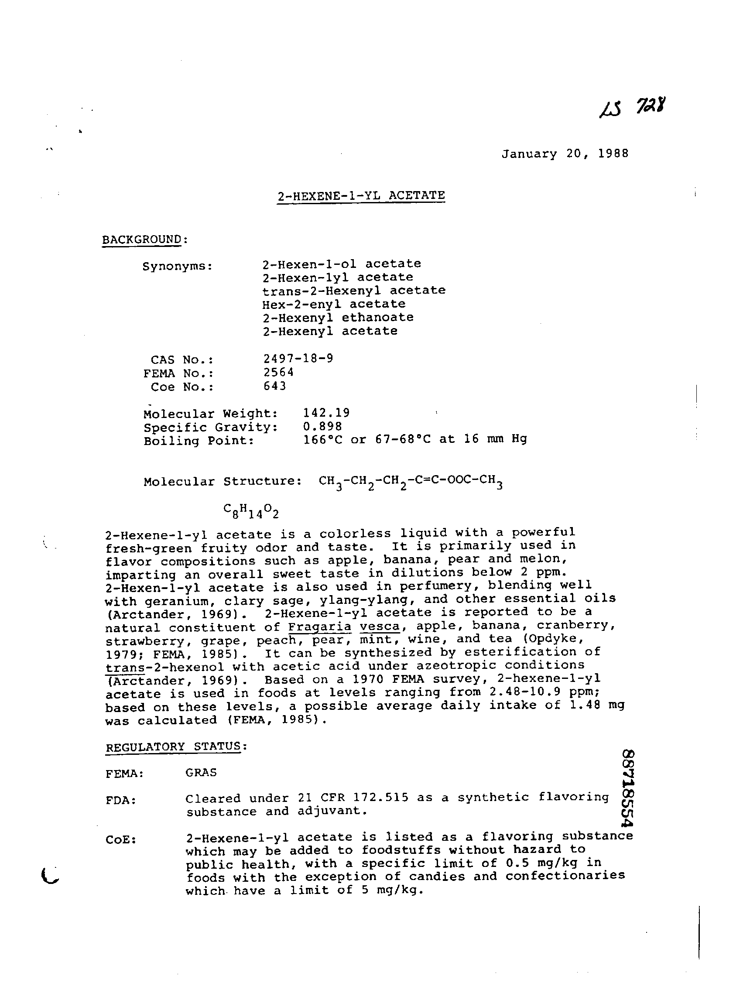 LS 728
January 20, 1988
2-HEXENE-1-YL ACETATE
BACKGROUND:
Synonyms: 2-Hexen-1-ol acetate
2-Hexen-1yl acetate
trans-2-Hexenyl acetate
Hex-2-enyl acetate
2-Hexenyl ethanoate
2-Hexenyl acetate
CAS No.: 2497-18-9
FEMA No.: 2564
Coe No.: 643
Molecular Weight: 142.19
Specific Gravity: 0.898
Boiling Point: 166°C or 67-68°C at 16 mm Hg
Molecular Structure: CH3-CH2-CH2-C=C-OOC-CH3
C8H14O2
2-Hexene-1-yl acetate is a colorless liquid with a powerful
fresh-green fruity odor and taste. It is primarily used in
flavor compositions such as apple, banana, pear and melon,
imparting an overall sweet taste in dilutions below 2 ppm.
2-Hexen-1-yl acetate is also used in perfumery, blending well
with geranium, clary sage, ylang-ylang, and other essential oils
(Arctander, 1969). 2-Hexene-1-yl acetate is reported to be a
natural constituent of Fragaria vesca, apple, banana, cranberry,
strawberry, grape, peach, pear, mint, wine, and tea (Opdyke,
1979; FEMA, 1985). It can be synthesized by esterification of
trans-2-hexenol with acetic acid under azeotropic conditions
(Arctander, 1969). Based on a 1970 FEMA survey, 2-hexene-1-yl
acetate is used in foods at levels ranging from 2.48-10.9 ppm;
based on these levels, a possible average daily intake of 1.48 mg
was calculated (FEMA, 1985).
REGULATORY STATUS:
FEMA: GRAS
FDA: Cleared under 21 CFR 172.515 as a synthetic flavoring
substance and adjuvant.
CoE: 2-Hexene-1-yl acetate is listed as a flavoring substance
which may be added to foodstuffs without hazard to
public health, with a specific limit of 0.5 mg/kg in
foods with the exception of candies and confectionaries
which have a limit of 5 mg/kg.
88718554